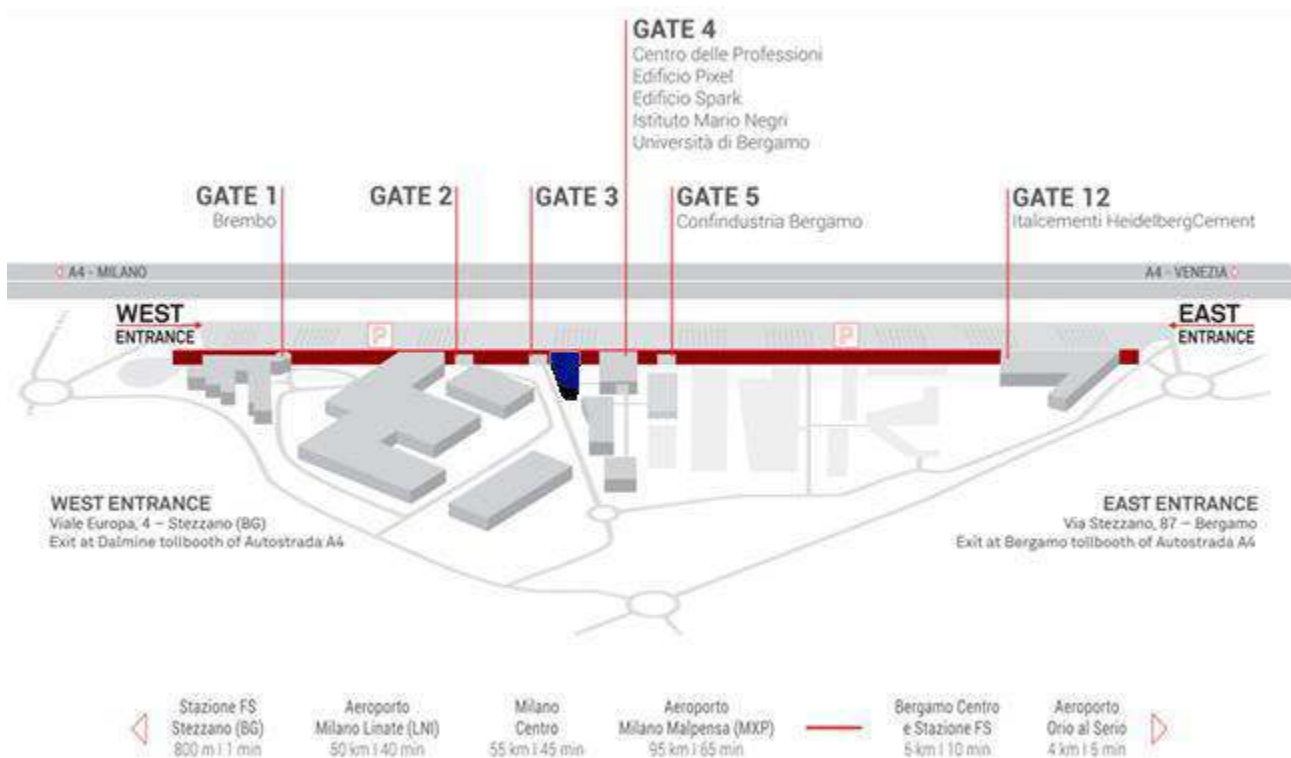 GATE 4
Centro delle Professioni
Edificio Pixel
Edificio Spark
Istituto Mario Negri
Università di Bergamo
GATE 1
Brembo
GATE 2
GATE 3
GATE 5
Confindustria Bergamo
GATE 12
Italcementi HeidelbergCement
A4 - MILANO
A4 - VENEZIA
WEST
ENTRANCE
P
P
EAST
ENTRANCE
WEST ENTRANCE
Viale Europa, 4 – Stezzano (BG)
Exit at Dalmine tollbooth of Autostrada A4
EAST ENTRANCE
Via Stezzano, 87 – Bergamo
Exit at Bergamo tollbooth of Autostrada A4
Stazione FS
Stezzano (BG)
800 m | 1 min
Aeroporto
Milano Linate (LNI)
50 km | 40 min
Milano
Centro
55 km | 45 min
Aeroporto
Milano Malpensa (MXP)
95 km | 65 min
Bergamo Centro
e Stazione FS
5 km | 10 min
Aeroporto
Orio al Serio
4 km | 5 min